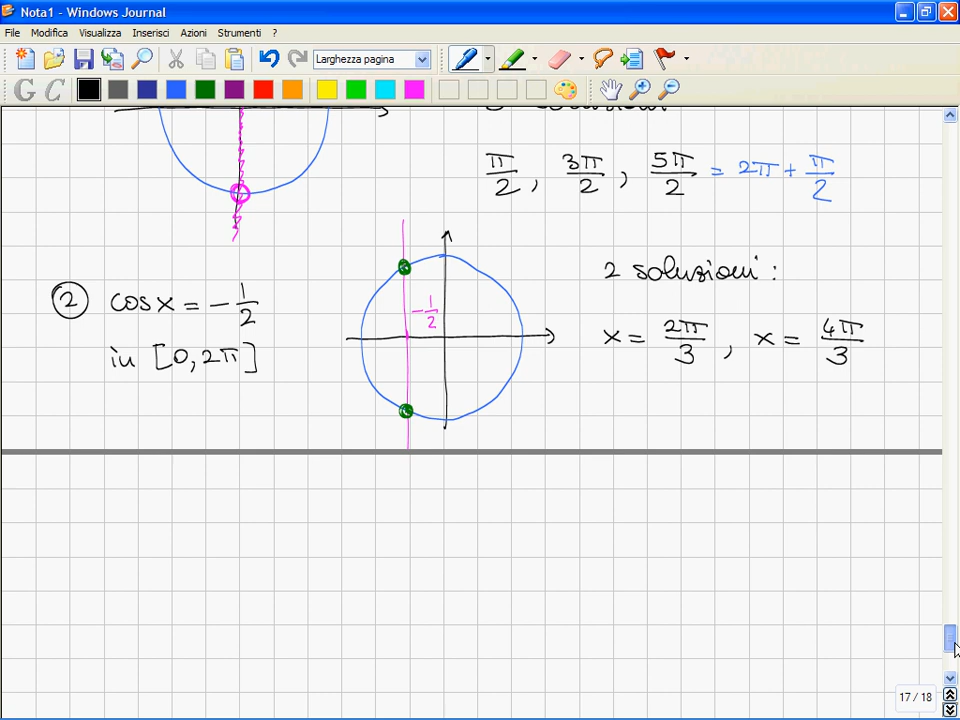 Nota1 - Windows Journal
File Modifica Visualizza Inserisci Azioni Strumenti ?
Larghezza pagina
G C
π/2, 3π/2, 5π/2 = 2π + π/2
2 soluzioni:
② cos x = -1/2
-1/2
x = 2π/3, x = 4π/3
in [0, 2π]
17 / 18